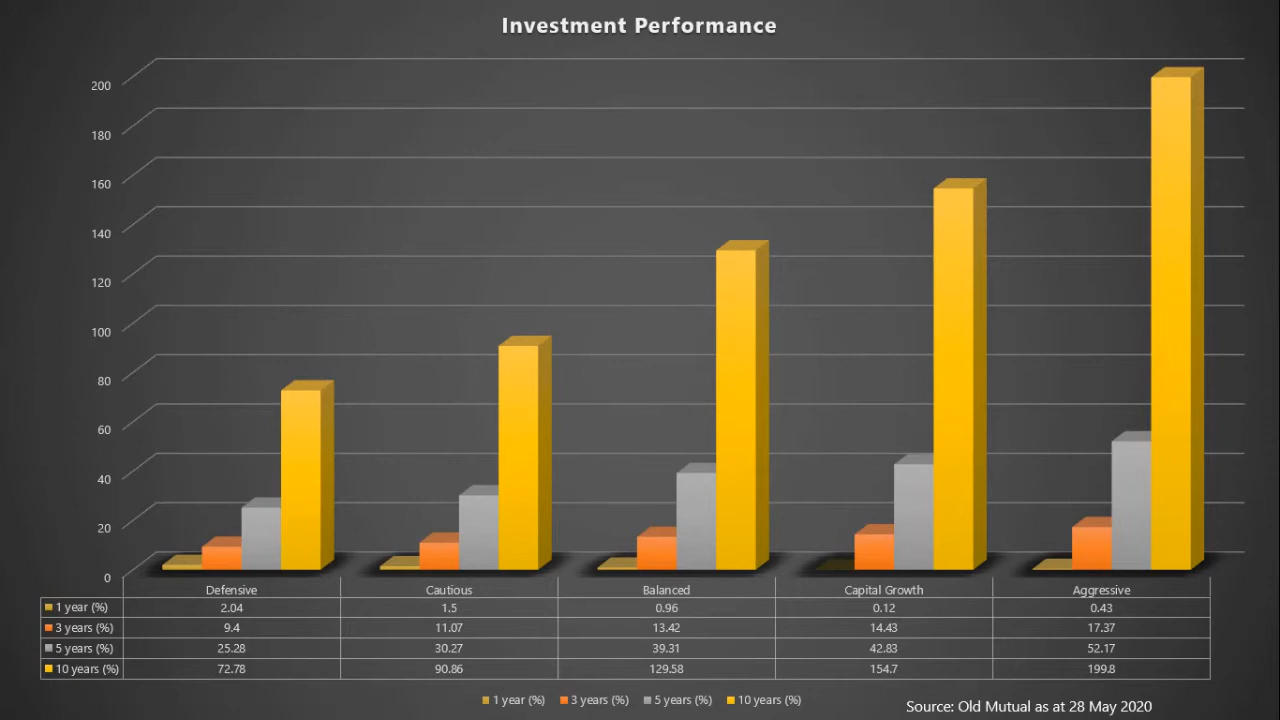 Investment Performance
200
180
160
140
120
100
80
60
40
20
0
Defensive Cautious Balanced Capital Growth Aggressive
1 year (%) 2.04 1.5 0.96 0.12 0.43
3 years (%) 9.4 11.07 13.42 14.43 17.37
5 years (%) 25.28 30.27 39.31 42.83 52.17
10 years (%) 72.78 90.86 129.58 154.7 199.8
1 year (%) 3 years (%) 5 years (%) 10 years (%)
Source: Old Mutual as at 28 May 2020